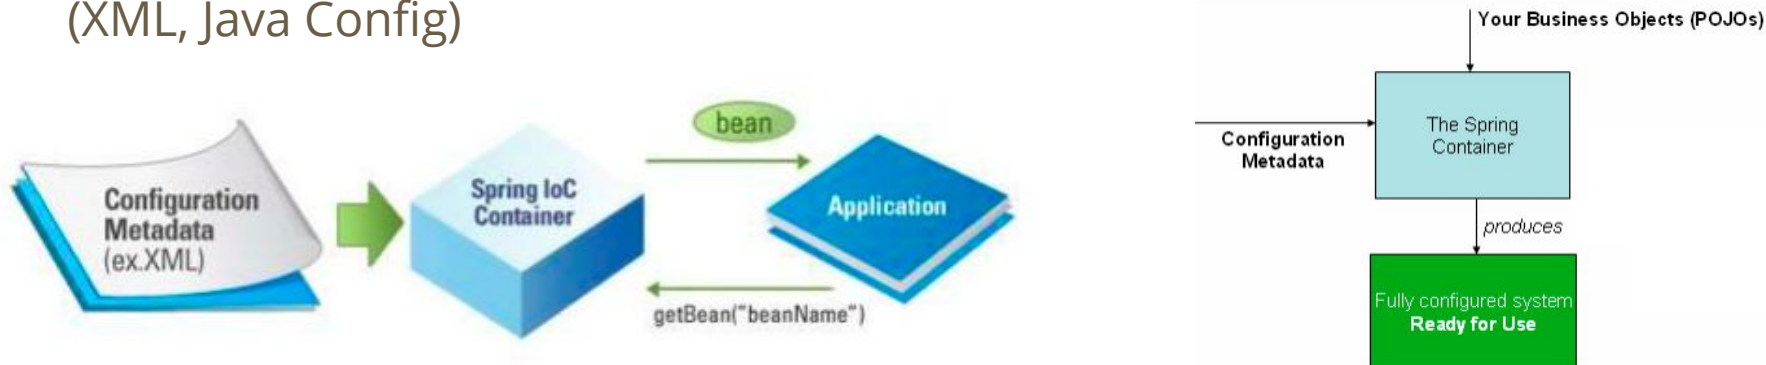 (XML, Java Config)
Configuration
Metadata
(ex.XML)
Spring IoC
Container
bean
Application
getBean("beanName")
Your Business Objects (POJOs)
Configuration
Metadata
The Spring
Container
produces
Fully configured system
Ready for Use